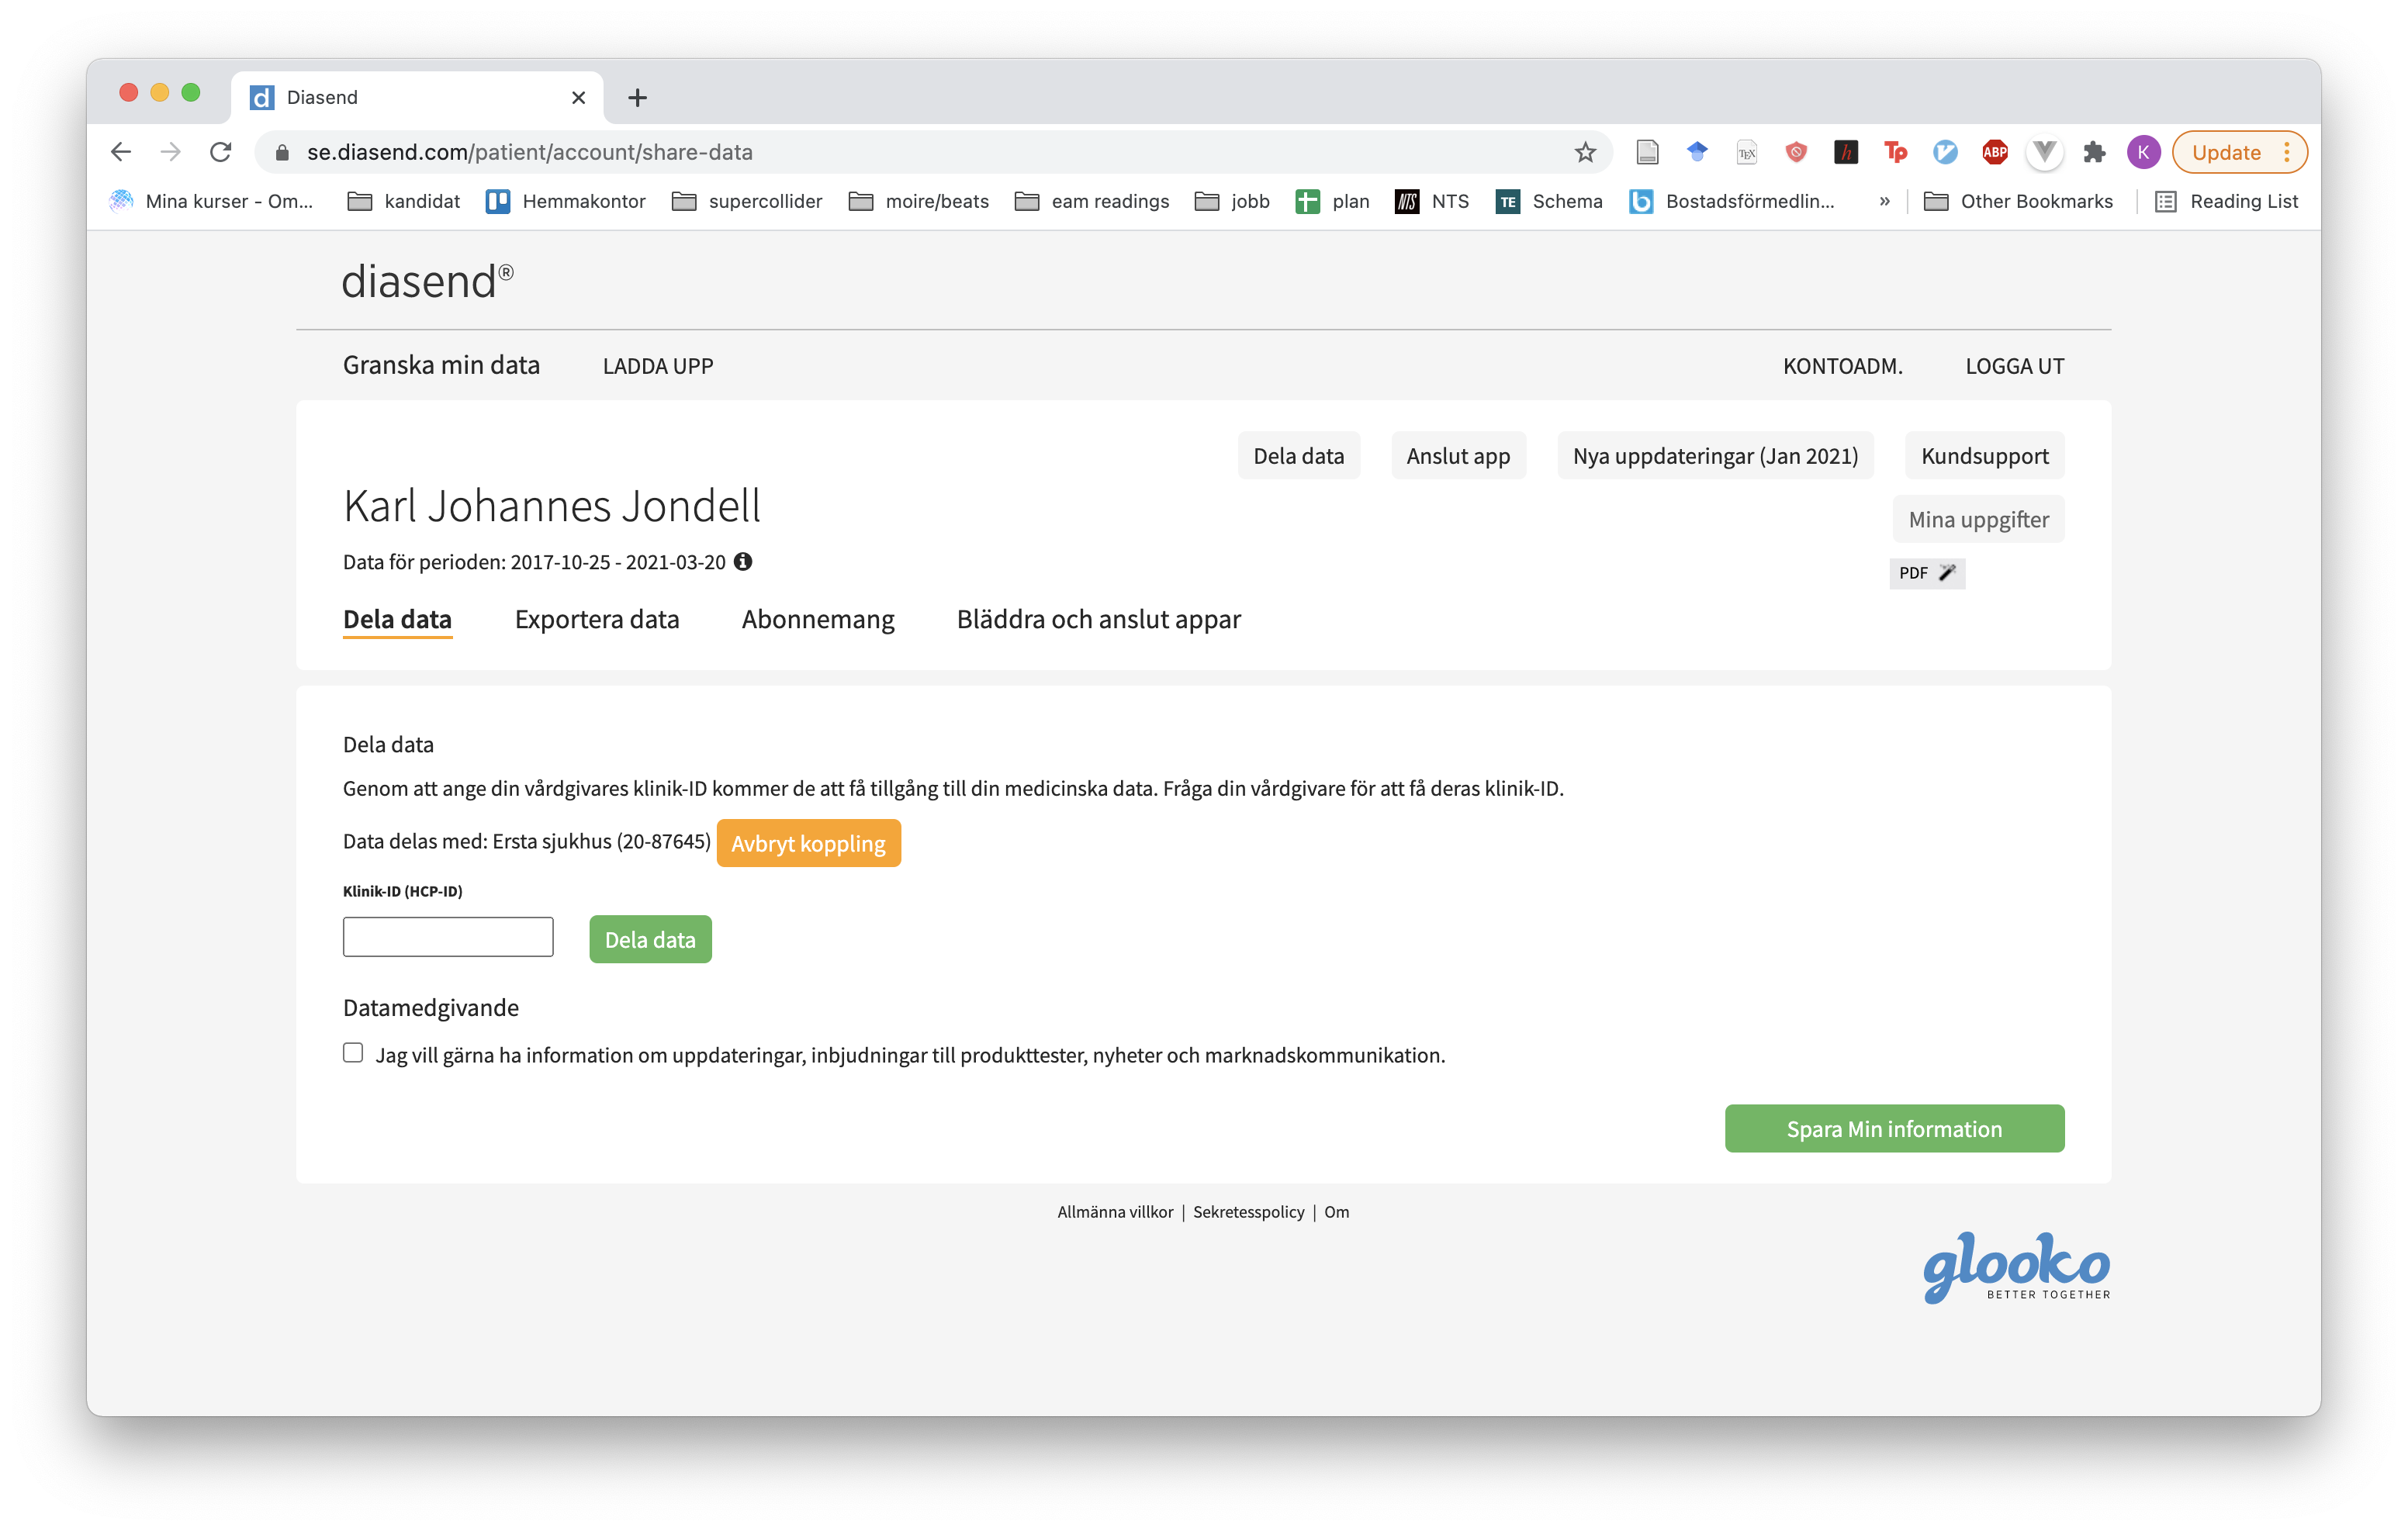 Diasend
se.diasend.com/patient/account/share-data
TEX
h
Tp
ABP
K
Update
Mina kurser - Om...
kandidat
Hemmakontor
supercollider
moire/beats
eam readings
jobb
plan
NTS NTS
TE Schema
b Bostadsförmedlin...
»
Other Bookmarks
Reading List
diasend®
Granska min data LADDA UPP KONTOADM. LOGGA UT
Dela data Anslut app Nya uppdateringar (Jan 2021) Kundsupport
Karl Johannes Jondell
Mina uppgifter
Data för perioden: 2017-10-25 - 2021-03-20
PDF
Dela data Exportera data Abonnemang Bläddra och anslut appar
Dela data
Genom att ange din vårdgivares klinik-ID kommer de att få tillgång till din medicinska data. Fråga din vårdgivare för att få deras klinik-ID.
Data delas med: Ersta sjukhus (20-87645) Avbryt koppling
Klinik-ID (HCP-ID)
Dela data
Datamedgivande
Jag vill gärna ha information om uppdateringar, inbjudningar till produkttester, nyheter och marknadskommunikation.
Spara Min information
Allmänna villkor | Sekretesspolicy | Om
glooko
BETTER TOGETHER